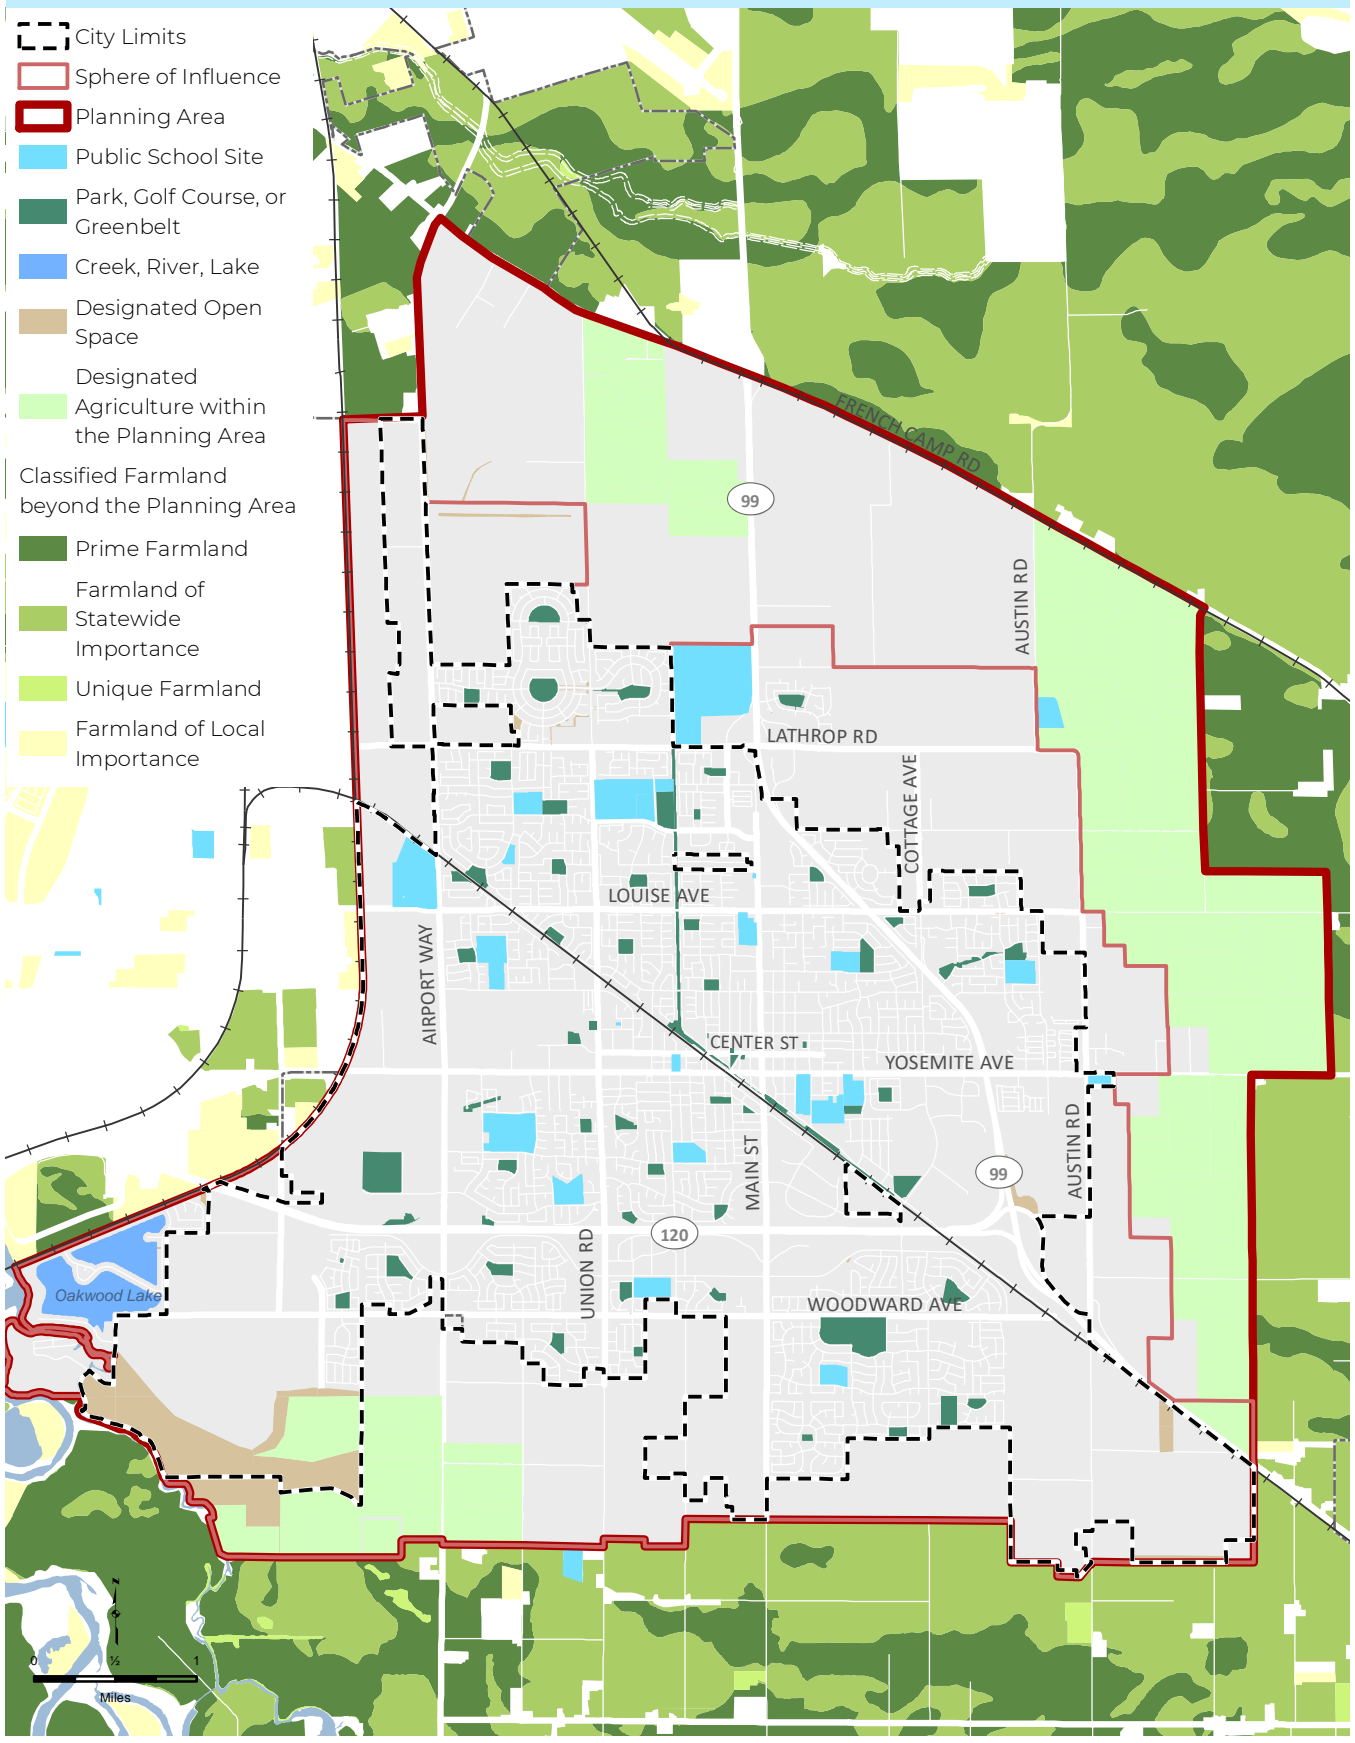 City Limits
Sphere of Influence
Planning Area
Public School Site
Park, Golf Course, or
Greenbelt
Creek, River, Lake
Designated Open
Space
Designated
Agriculture within
the Planning Area
Classified Farmland
beyond the Planning Area
Prime Farmland
Farmland of
Statewide
Importance
Unique Farmland
Farmland of Local
Importance
FRENCH CAMP RD
99
AUSTIN RD
LATHROP RD
COTTAGE AVE
LOUISE AVE
AIRPORT WAY
CENTER ST
YOSEMITE AVE
AUSTIN RD
MAIN ST
99
120
UNION RD
Oakwood Lake
WOODWARD AVE
z
0 ½ 1
Miles